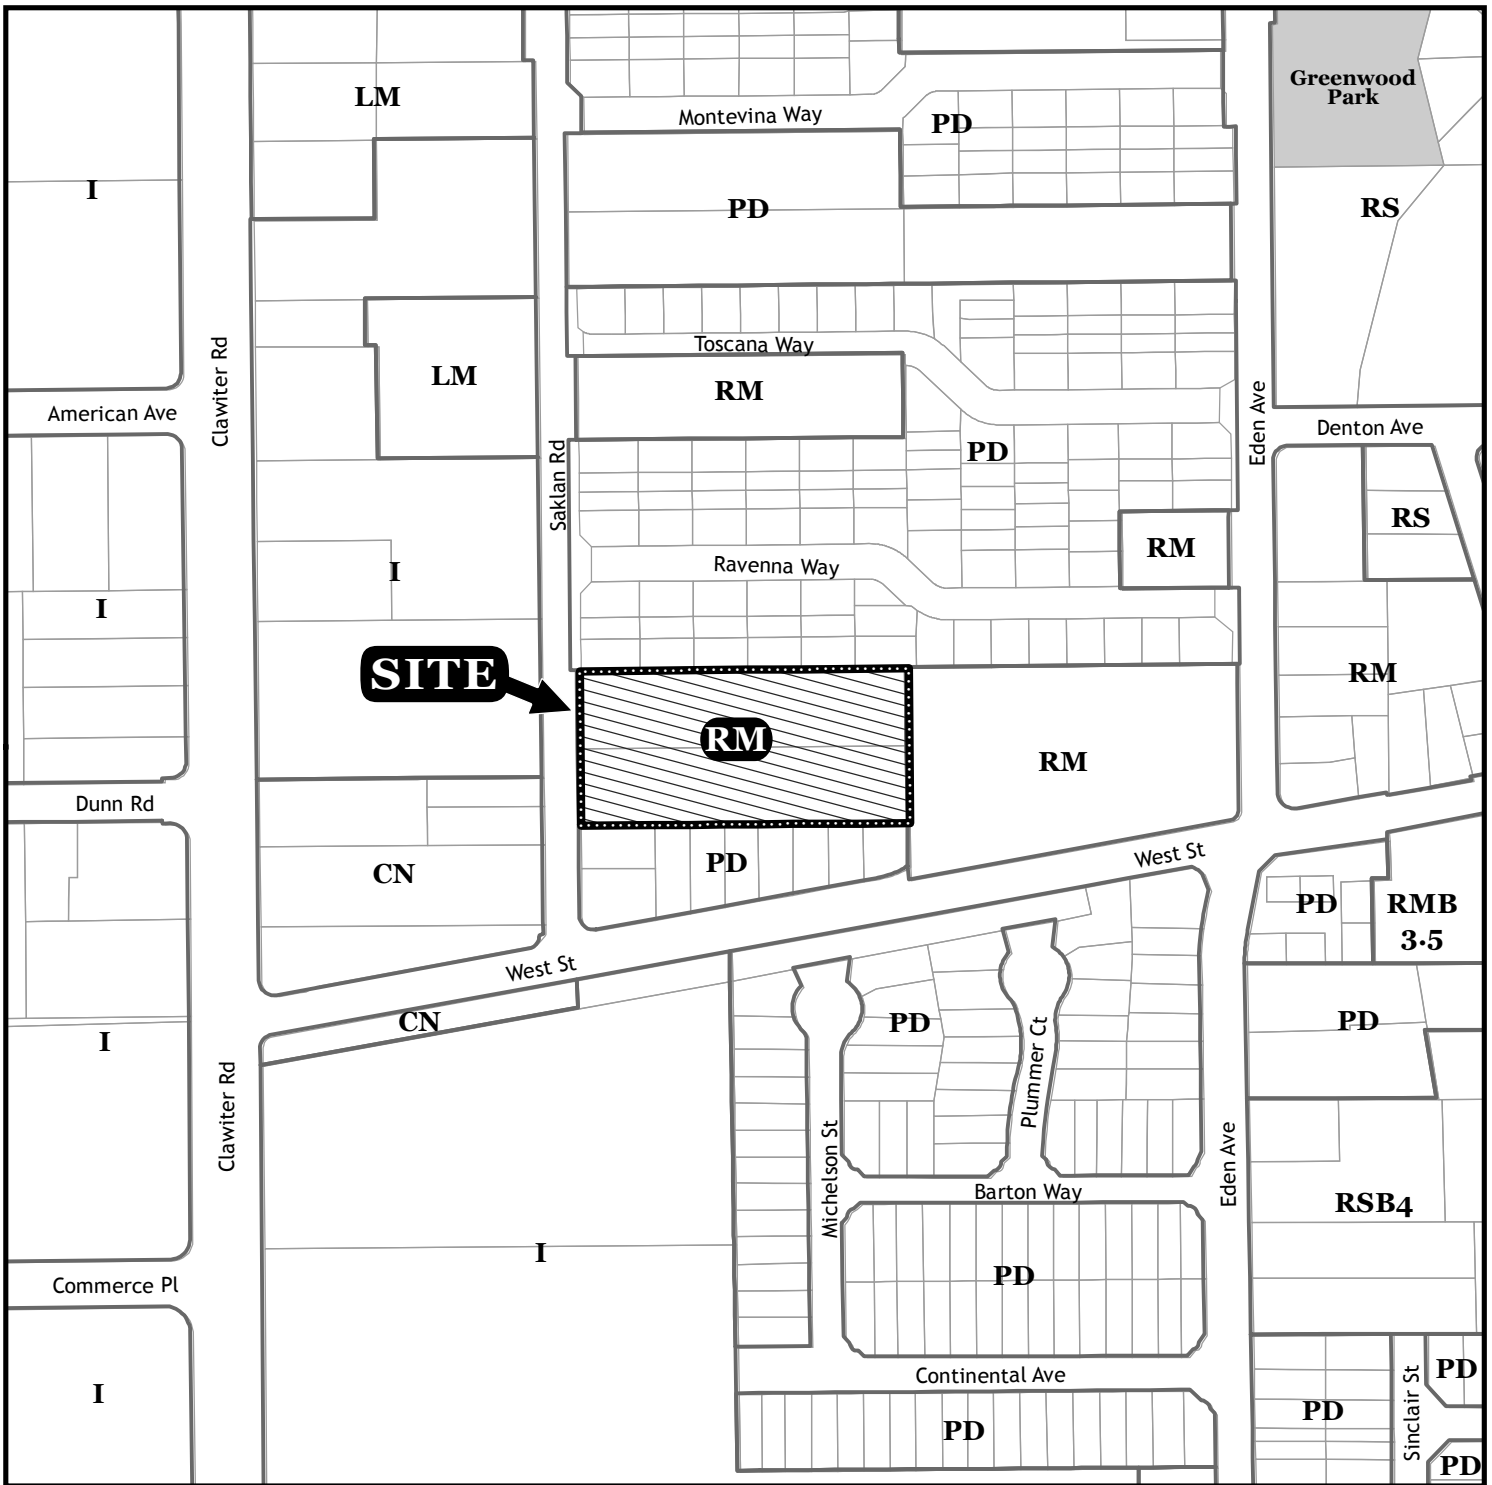 Greenwood
Park
LM
Montevina Way
PD
I
PD
RS
Clawiter Rd
Toscana Way
LM
RM
Eden Ave
American Ave
Denton Ave
Saklan Rd
PD
RS
RM
Ravenna Way
I
I
SITE
RM
RM
RM
Dunn Rd
West St
PD
CN
PD
RMB
3.5
West St
CN
PD
PD
I
Plummer Ct
Clawiter Rd
Michelson St
Eden Ave
Barton Way
RSB4
I
PD
Commerce Pl
Continental Ave
PD
I
Sinclair St
PD
PD
PD